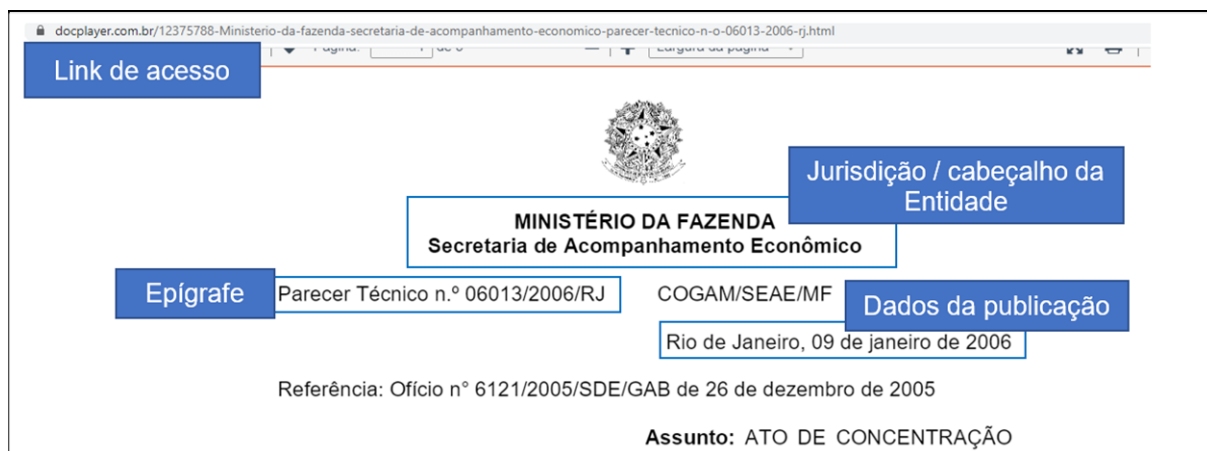 docplayer.com.br/12375788-Ministerio-da-fazenda-secretaria-de-acompanhamento-economico-parecer-tecnico-n-o-06013-2006-rj.html
Link de acesso
Jurisdição / cabeçalho da
Entidade
MINISTÉRIO DA FAZENDA
Secretaria de Acompanhamento Econômico
Epígrafe
Parecer Técnico n.º 06013/2006/RJ COGAM/SEAE/MF
Dados da publicação
Rio de Janeiro, 09 de janeiro de 2006
Referência: Ofício n° 6121/2005/SDE/GAB de 26 de dezembro de 2005
Assunto: ATO DE CONCENTRAÇÃO